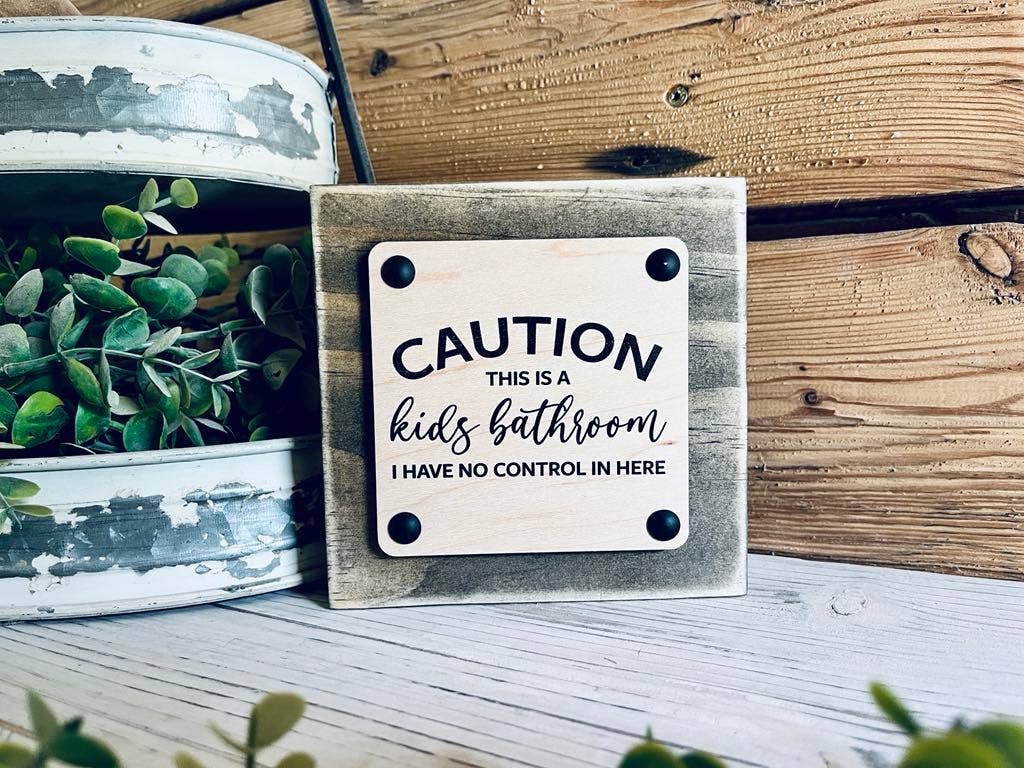 CAUTION
THIS IS A
kids bathroom
I HAVE NO CONTROL IN HERE